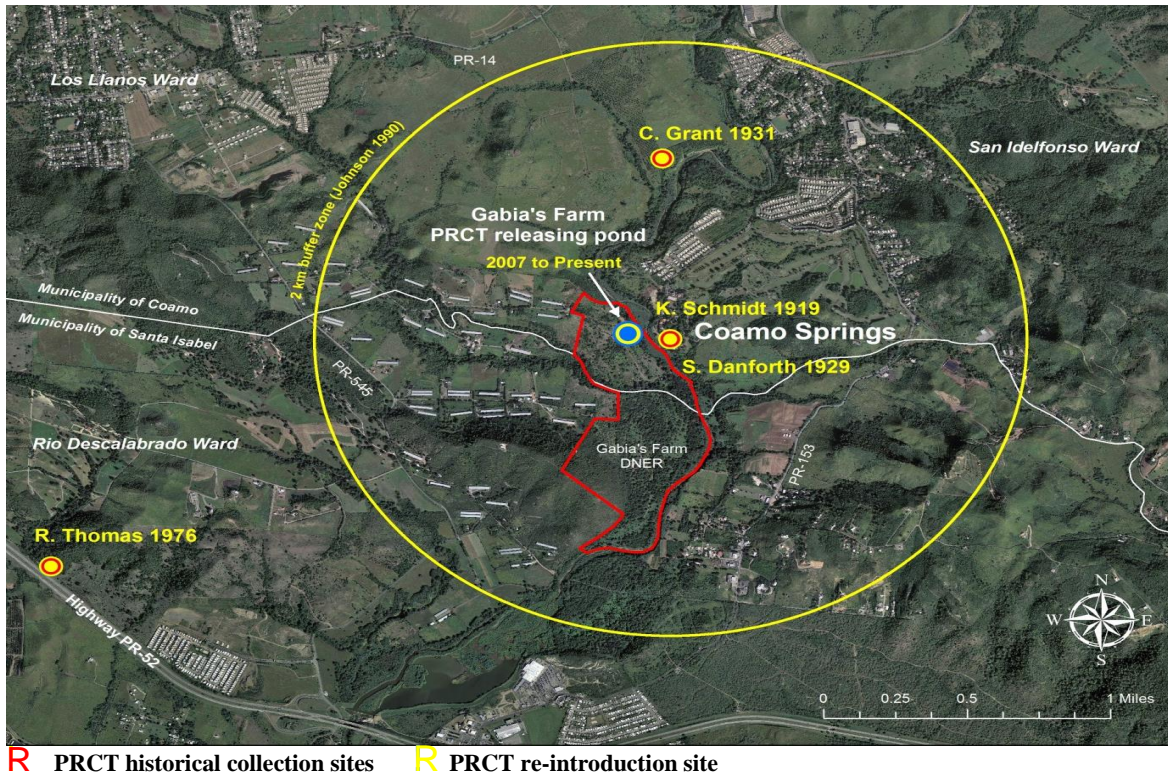 PR-14
Los Llanos Ward
C. Grant 1931
San Idelfonso Ward
2 km buffer zone (Johnson 1990)
Gabia's Farm
PRCT releasing pond
2007 to Present
Municipality of Coamo
Municipality of Santa Isabel
K. Schmidt 1919
Coamo Springs
S. Danforth 1929
PR-545
Rio Descalabrado Ward
Gabia's Farm
DNER
PR-153
R. Thomas 1976
Highway PR-52
N
W E
S
0 0.25 0.5 1 Miles
R PRCT historical collection sites R PRCT re-introduction site